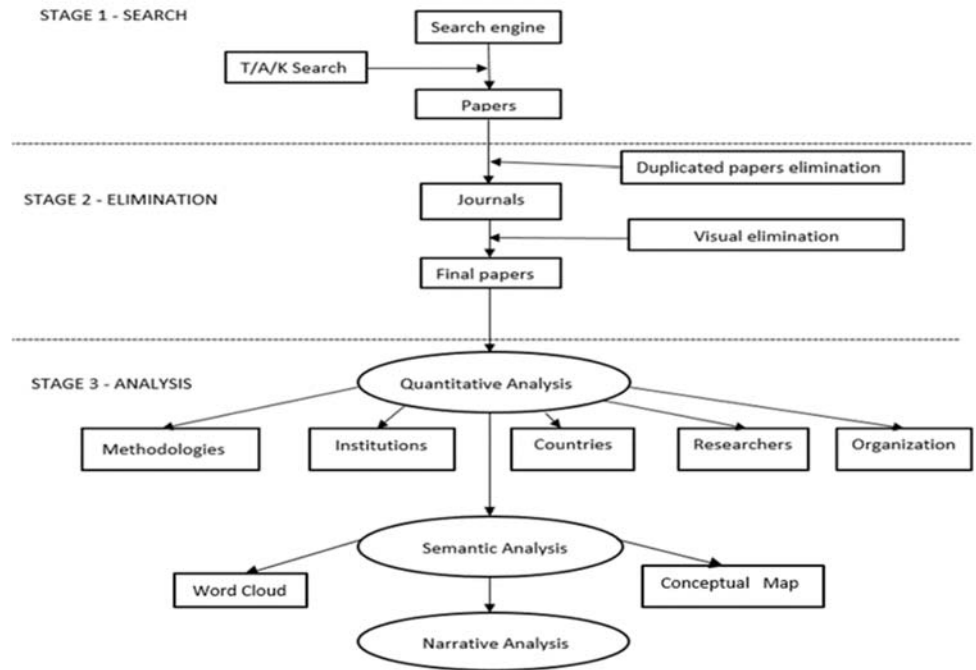 STAGE 1 - SEARCH
Search engine
T/A/K Search
Papers
Duplicated papers elimination
STAGE 2 - ELIMINATION
Journals
Visual elimination
Final papers
STAGE 3 - ANALYSIS
Quantitative Analysis
Methodologies
Institutions
Countries
Researchers
Organization
Semantic Analysis
Word Cloud
Conceptual Map
Narrative Analysis